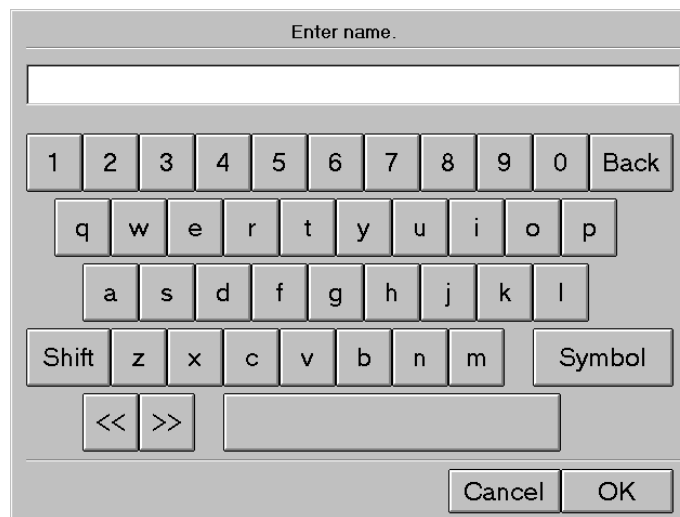 Enter name.
1 2 3 4 5 6 7 8 9 0 Back
q w e r t y u i o p
a s d f g h j k l
Shift z x c v b n m Symbol
<< >>
Cancel OK